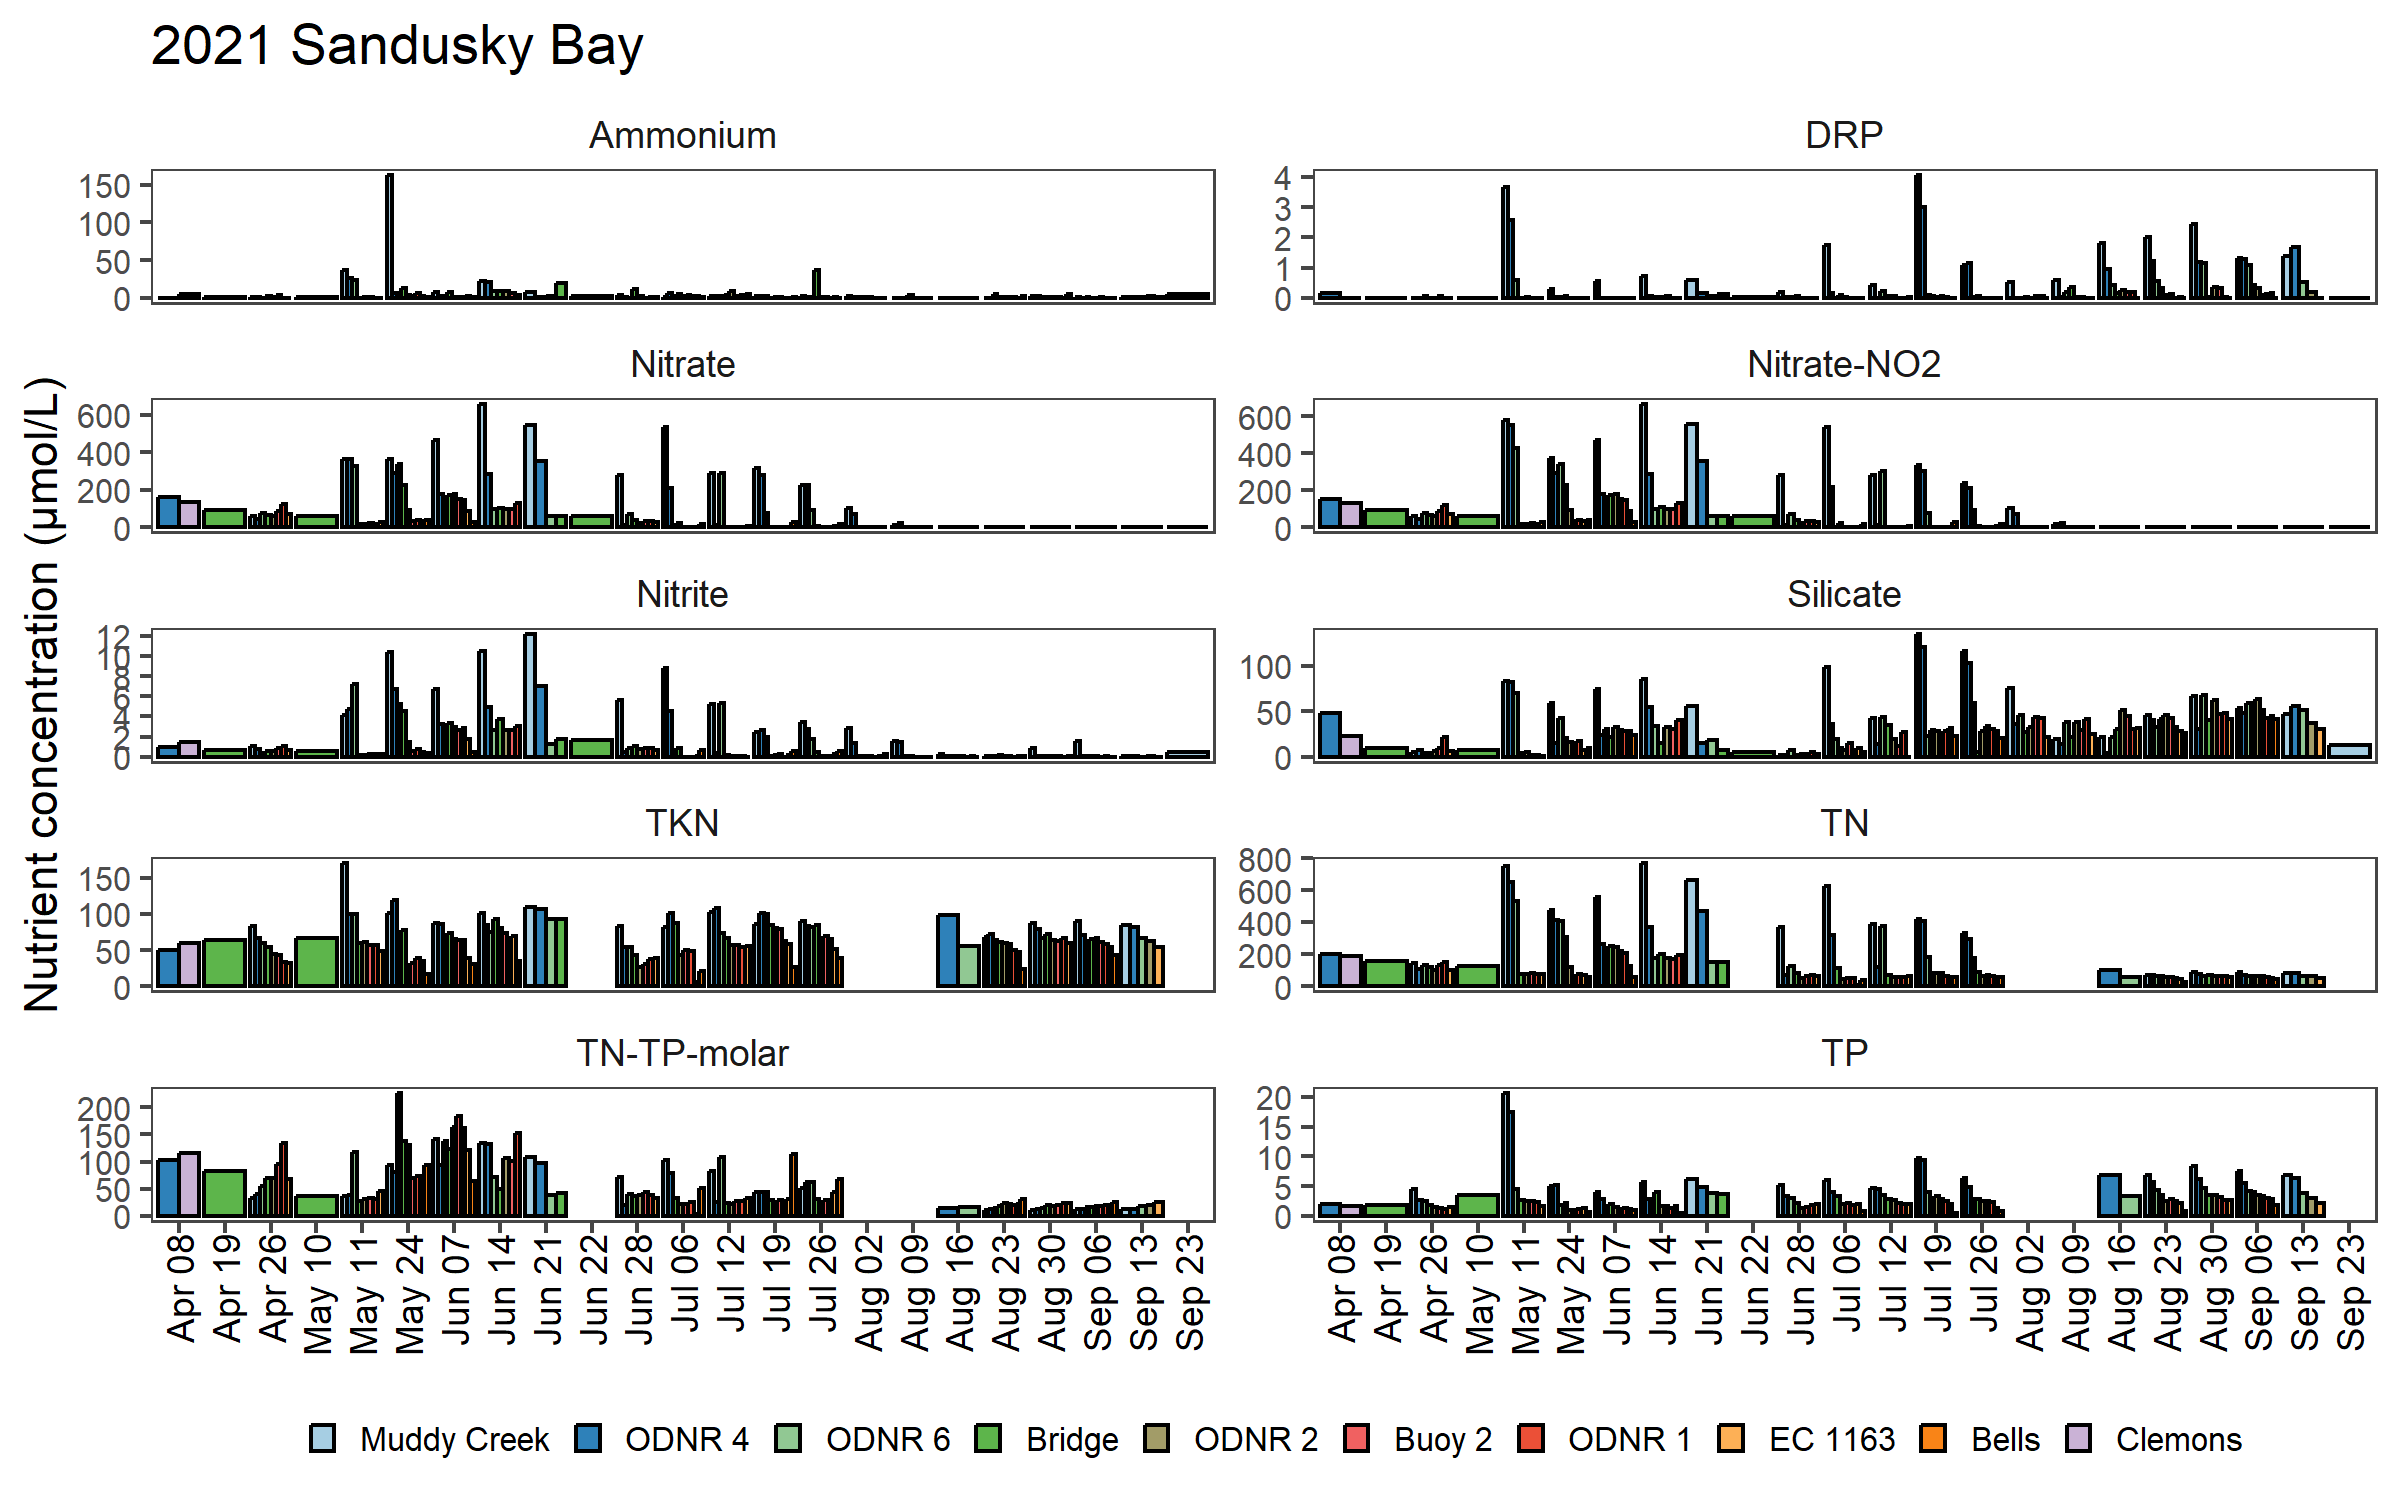 2021 Sandusky Bay
Ammonium
DRP
150
100
50
0
4
3
2
1
0
Nitrate
Nitrate-NO2
600
400
200
0
600
400
200
0
Nutrient concentration (µmol/L)
Nitrite
Silicate
12
10
8
6
4
2
0
100
50
0
TKN
TN
150
100
50
0
800
600
400
200
0
TN-TP-molar
TP
200
150
100
50
0
20
15
10
5
0
Apr 08
Apr 19
Apr 26
May 10
May 11
May 24
Jun 07
Jun 14
Jun 21
Jun 22
Jun 28
Jul 06
Jul 12
Jul 19
Jul 26
Aug 02
Aug 09
Aug 16
Aug 23
Aug 30
Sep 06
Sep 13
Sep 23
Apr 08
Apr 19
Apr 26
May 10
May 11
May 24
Jun 07
Jun 14
Jun 21
Jun 22
Jun 28
Jul 06
Jul 12
Jul 19
Jul 26
Aug 02
Aug 09
Aug 16
Aug 23
Aug 30
Sep 06
Sep 13
Sep 23
Muddy Creek ODNR 4 ODNR 6 Bridge ODNR 2 Buoy 2 ODNR 1 EC 1163 Bells Clemons